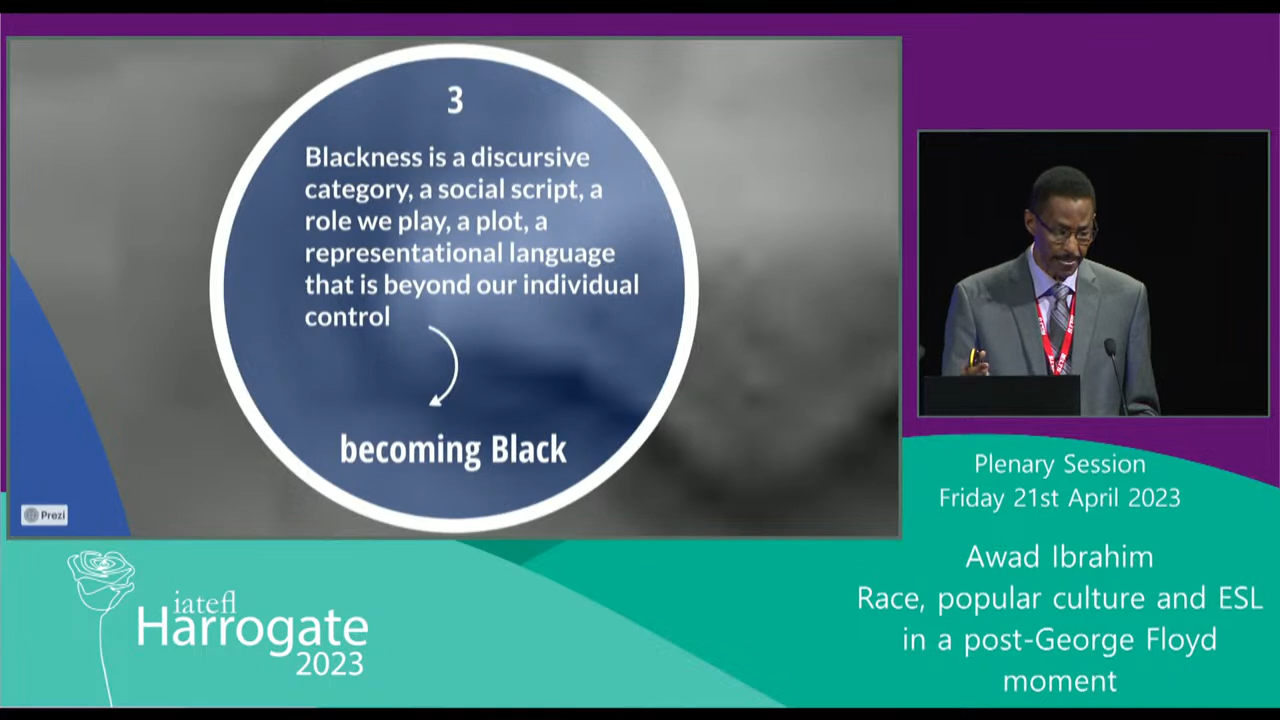 3
Blackness is a discursive
category, a social script, a
role we play, a plot, a
representational language
that is beyond our individual
control
becoming Black
Prezi
Plenary Session
Friday 21st April 2023
Awad Ibrahim
Race, popular culture and ESL
in a post-George Floyd
moment
iatefl
Harrogate
2023